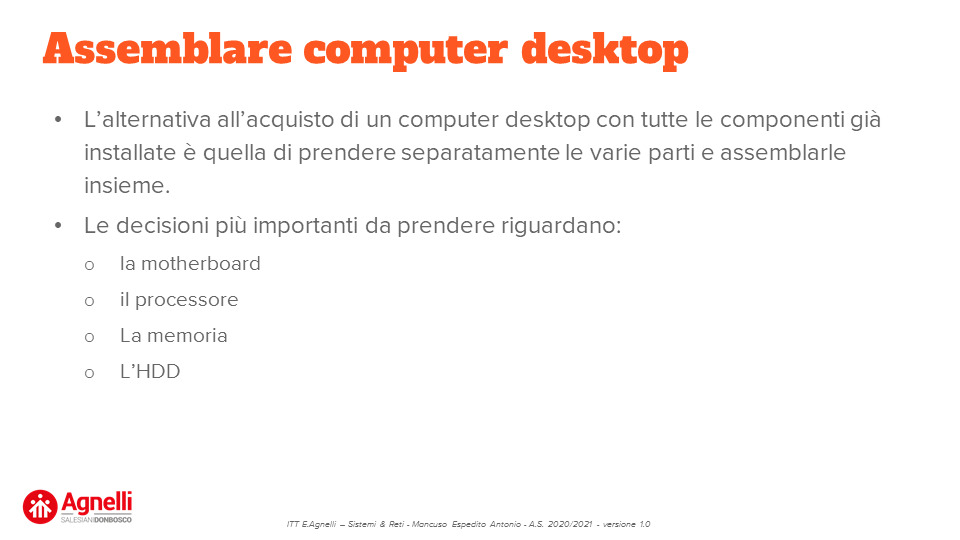 Assemblare computer desktop
• L’alternativa all’acquisto di un computer desktop con tutte le componenti già
installate è quella di prendere separatamente le varie parti e assemblarle
insieme.
• Le decisioni più importanti da prendere riguardano:
o la motherboard
o il processore
o La memoria
o L’HDD
Agnelli
SALESIANI DONBOSCO
ITT E.Agnelli – Sistemi & Reti - Mancuso Espedito Antonio - A.S. 2020/2021 - versione 1.0